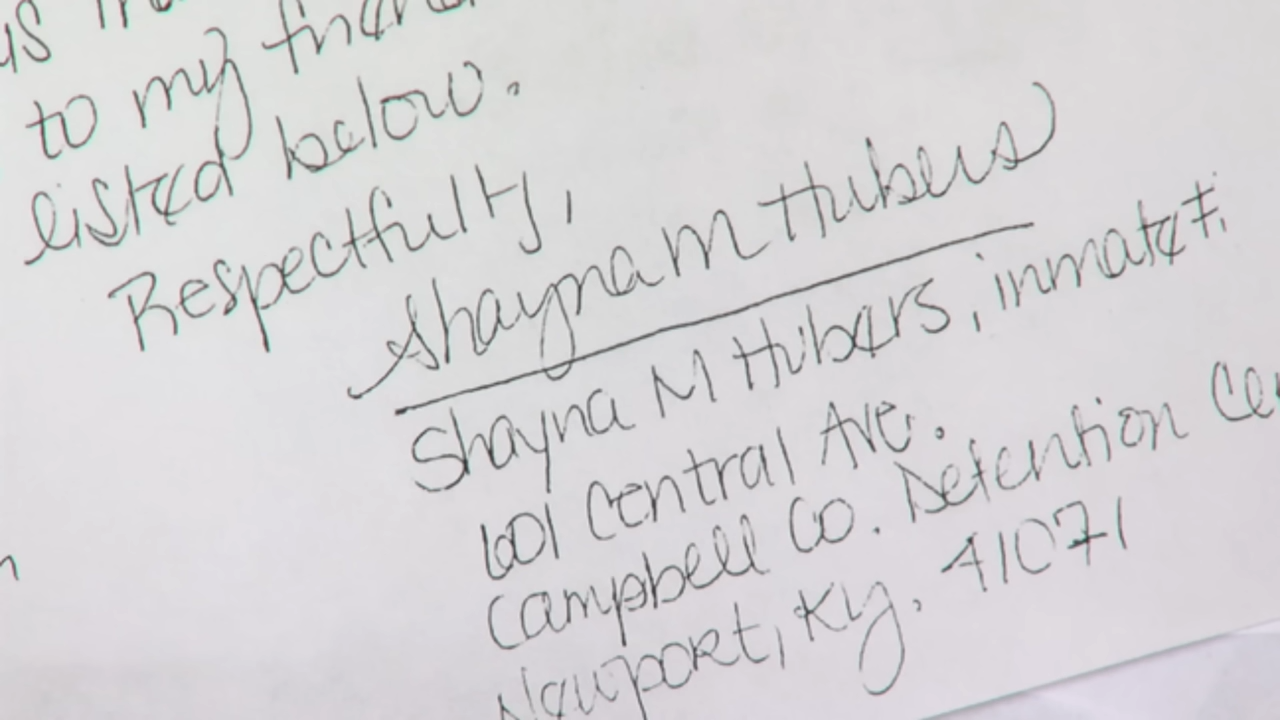 to my
listed below.
Respectfully,
Shayna M Hubers
Shayna M Hubers, inmate
601 Central Ave.
Campbell Co. Detention
Newport, Ky. 41071